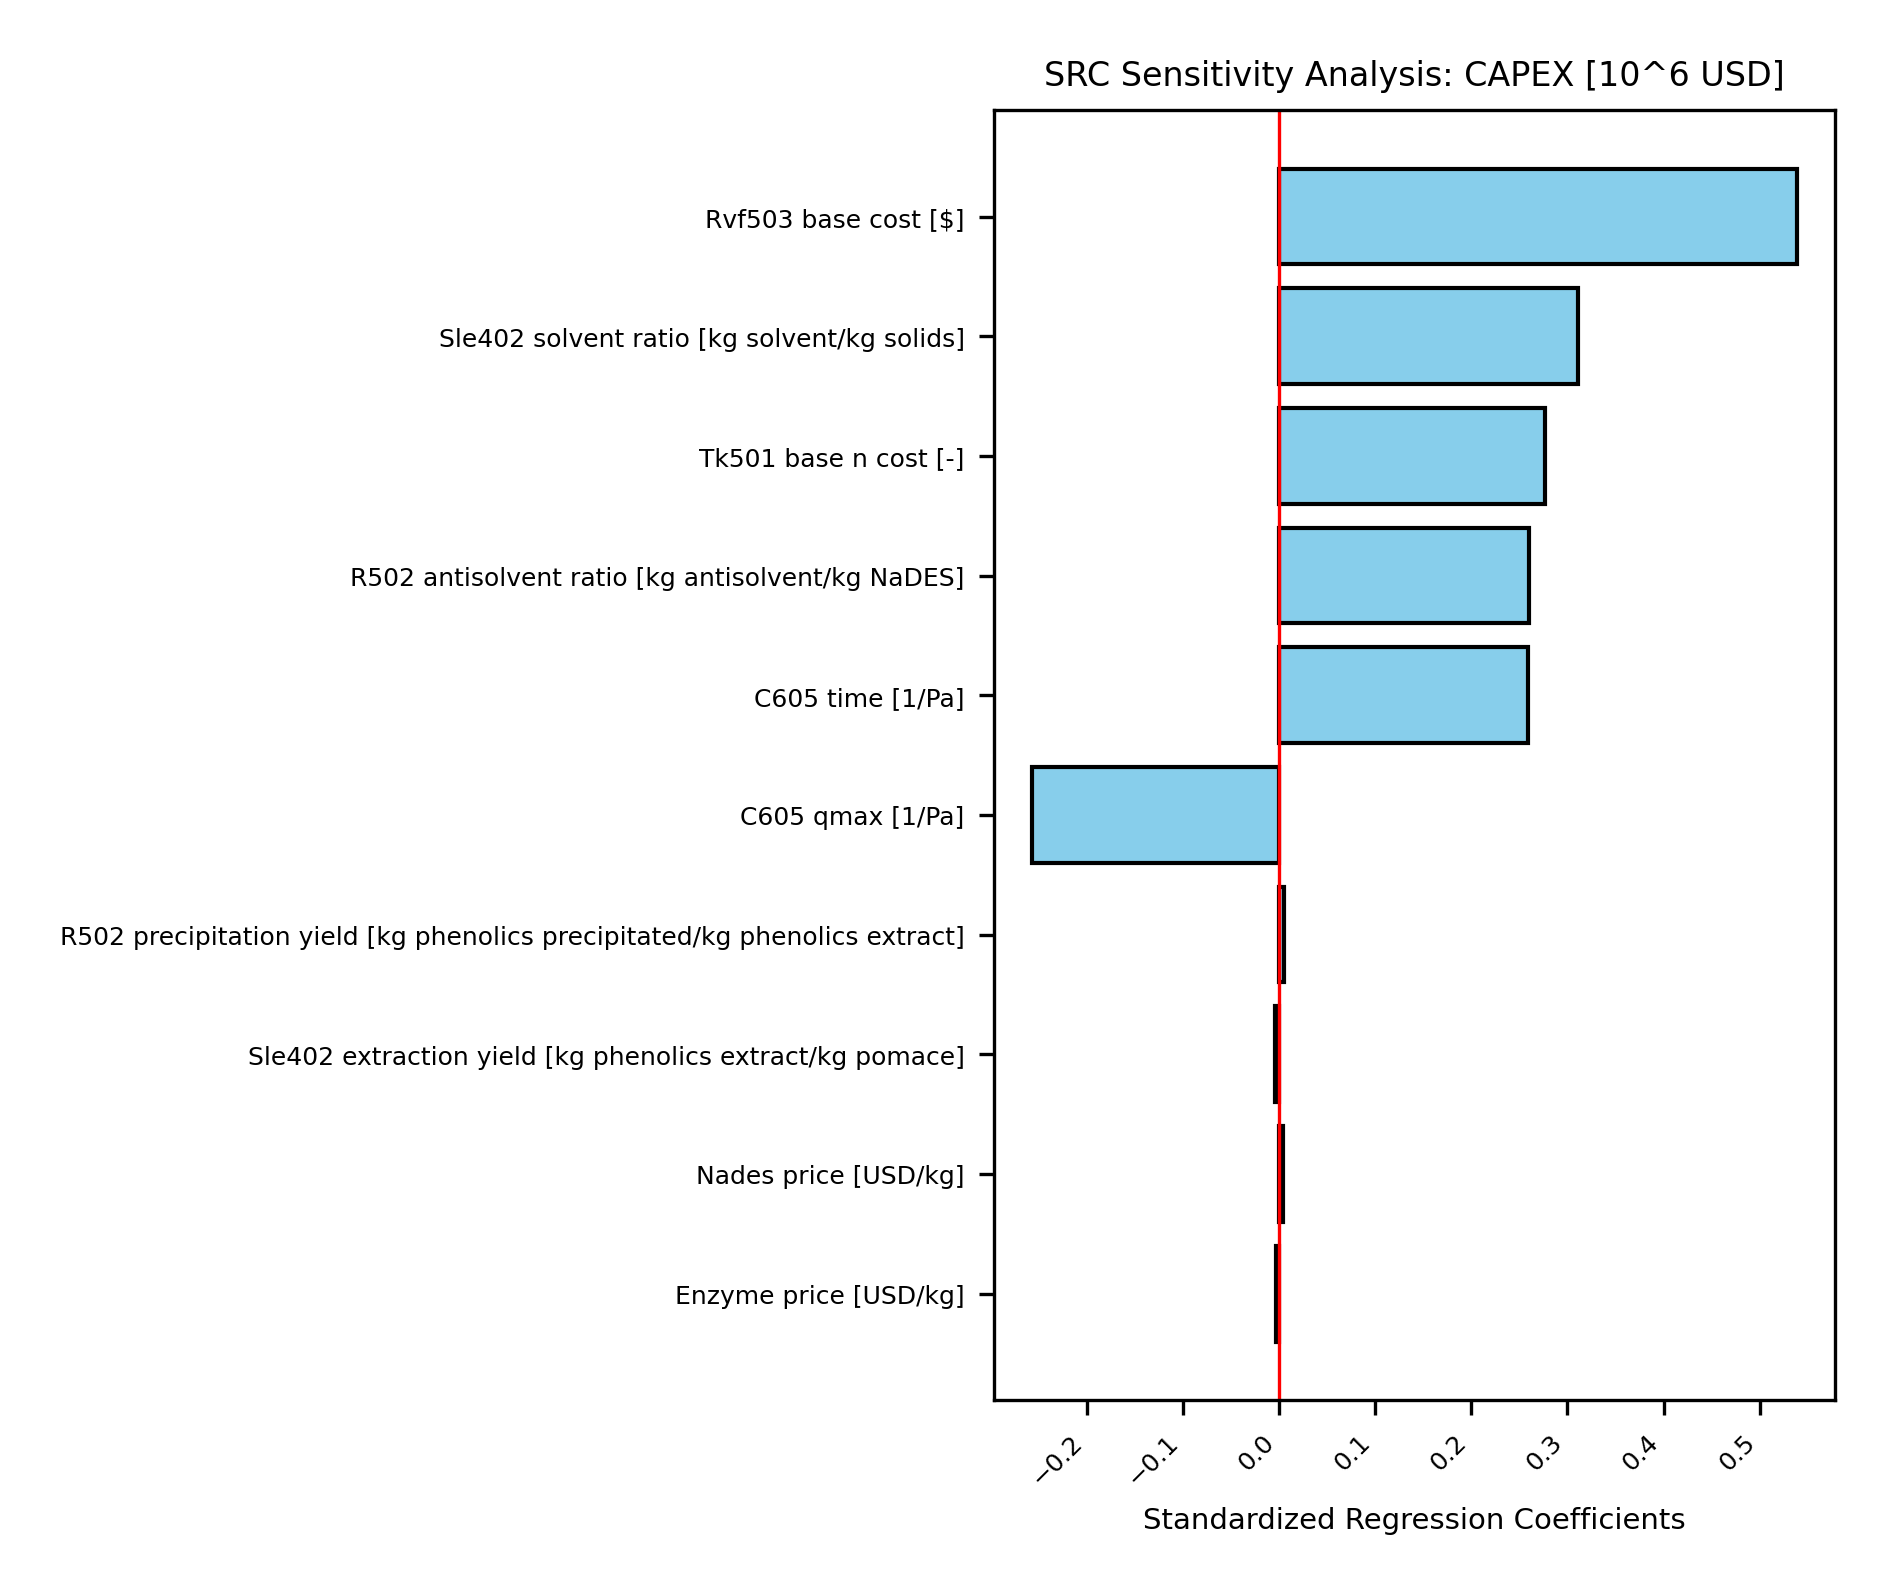 SRC Sensitivity Analysis: CAPEX [10^6 USD]
Rvf503 base cost [$]
Sle402 solvent ratio [kg solvent/kg solids]
Tk501 base n cost [-]
R502 antisolvent ratio [kg antisolvent/kg NaDES]
C605 time [1/Pa]
C605 qmax [1/Pa]
R502 precipitation yield [kg phenolics precipitated/kg phenolics extract]
Sle402 extraction yield [kg phenolics extract/kg pomace]
Nades price [USD/kg]
Enzyme price [USD/kg]
−0.2 −0.1 0.0 0.1 0.2 0.3 0.4 0.5
Standardized Regression Coefficients